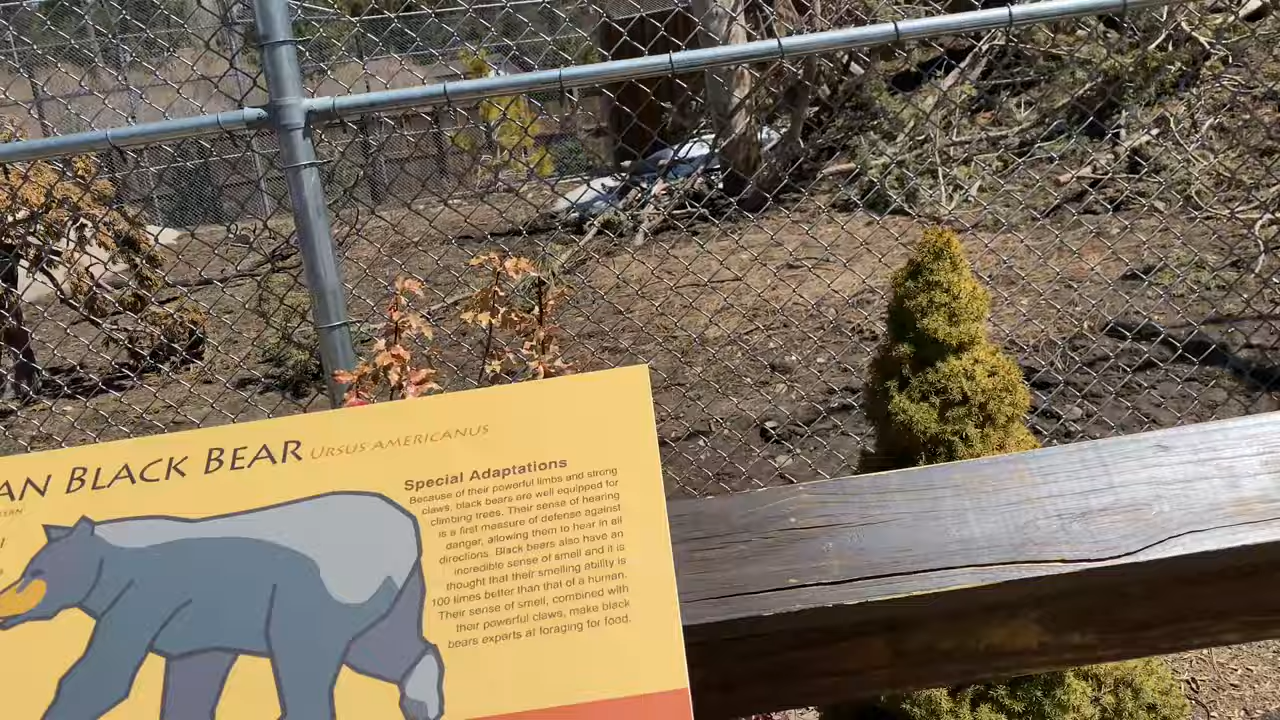 AN BLACK BEAR URSUS AMERICANUS
Special Adaptations
Because of their powerful limbs and strong
claws, black bears are well equipped for
climbing trees. Their sense of hearing
is a first measure of defense against
danger, allowing them to hear in all
directions. Black bears also have an
incredible sense of smell and it is
thought that their smelling ability is
100 times better than that of a human.
Their sense of smell, combined with
their powerful claws, make black
bears experts at foraging for food.